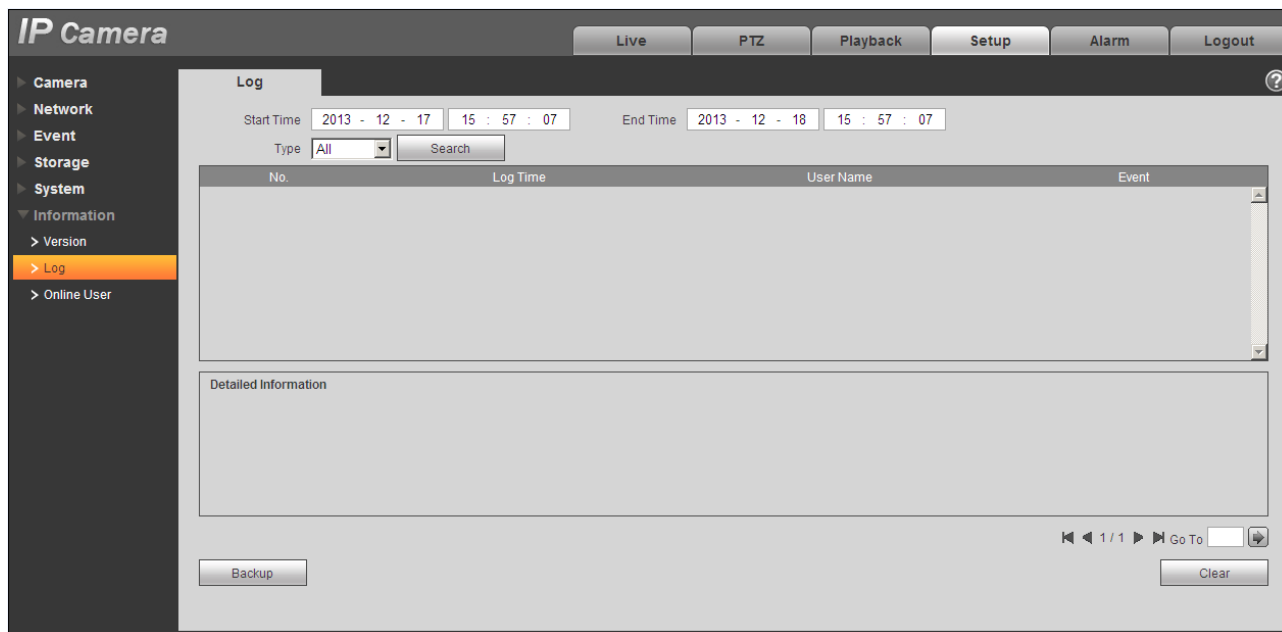 IP Camera
Live PTZ Playback Setup Alarm Logout
Camera
Network
Event
Storage
System
Information
> Version
> Log
> Online User
Log ?
Start Time 2013 - 12 - 17 15 : 57 : 07 End Time 2013 - 12 - 18 15 : 57 : 07
Type All Search
No. Log Time User Name Event
Detailed Information
1 / 1 Go To
Backup Clear